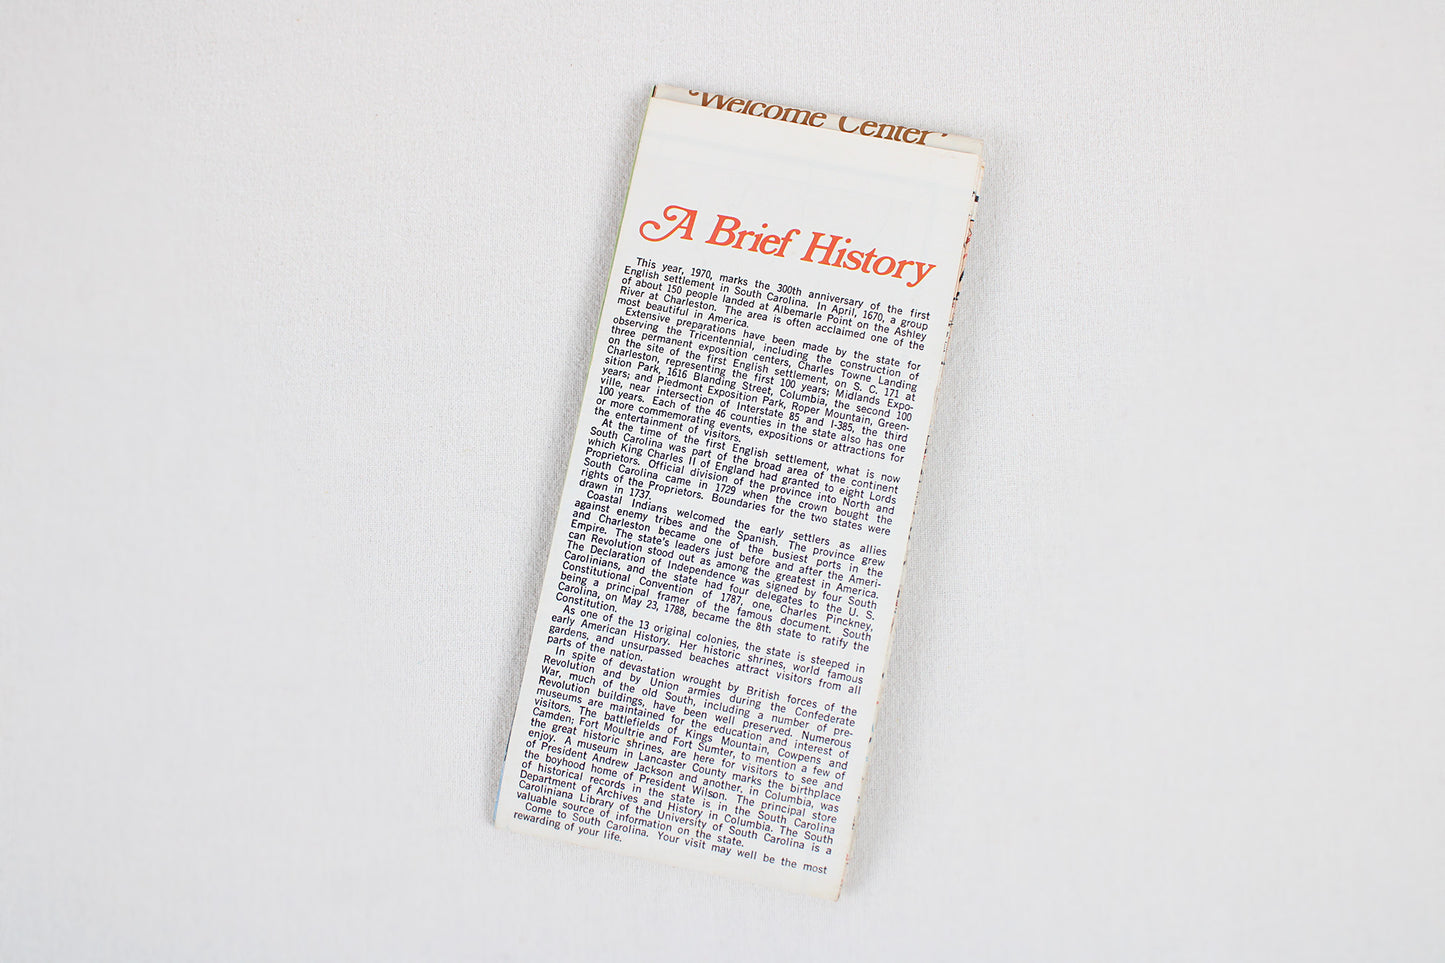 Welcome Center
A Brief History
This year, 1970, marks the 300th anniversary of the first
English settlement in South Carolina. In April, 1670, a group
of about 150 people landed at Albemarle Point on the Ashley
River at Charleston. The area is often acclaimed one of the
most beautiful in America.
Extensive preparations have been made by the state for
observing the Tricentennial, including the construction of
three permanent exposition centers, Charles Towne Landing
on the site of the first English settlement, on S. C. 171 at
Charleston, representing the first 100 years; Midlands Expo-
sition Park, 1616 Blanding Street, Columbia, the second 100
years; and Piedmont Exposition Park, Roper Mountain, Green-
ville, near intersection of Interstate 85 and I-385, the third
100 years. Each of the 46 counties in the state also has one
or more commemorating events, expositions or attractions for
the entertainment of visitors.
At the time of the first English settlement, what is now
South Carolina was part of the broad area of the continent
which King Charles II of England had granted to eight Lords
Proprietors. Official division of the province into North and
South Carolina came in 1729 when the crown bought the
rights of the Proprietors. Boundaries for the two states were
drawn in 1737.
Coastal Indians welcomed the early settlers as allies
against enemy tribes and the Spanish. The province grew
and Charleston became one of the busiest ports in the
Empire. The state's leaders just before and after the Ameri-
can Revolution stood out as among the greatest in America.
The Declaration of Independence was signed by four South
Carolinians, and the state had four delegates to the U. S.
Constitutional Convention of 1787, one, Charles Pinckney,
being a principal framer of the famous document. South
Carolina, on May 23, 1788, became the 8th state to ratify the
Constitution.
As one of the 13 original colonies, the state is steeped in
early American History. Her historic shrines, world famous
gardens, and unsurpassed beaches attract visitors from all
parts of the nation.
In spite of devastation wrought by British forces of the
Revolution and by Union armies during the Confederate
War, much of the old South, including a number of pre-
Revolution buildings, have been well preserved. Numerous
museums are maintained for the education and interest of
visitors. The battlefields of Kings Mountain, Cowpens and
Camden; Fort Moultrie and Fort Sumter, to mention a few of
the great historic shrines, are here for visitors to see and
enjoy. A museum in Lancaster County marks the birthplace
of President Andrew Jackson and another, in Columbia, was
the boyhood home of President Wilson. The principal store
of historical records in the state is in the South Carolina
Department of Archives and History in Columbia. The South
Caroliniana Library of the University of South Carolina is a
valuable source of information on the state.
Come to South Carolina. Your visit may well be the most
rewarding of your life.